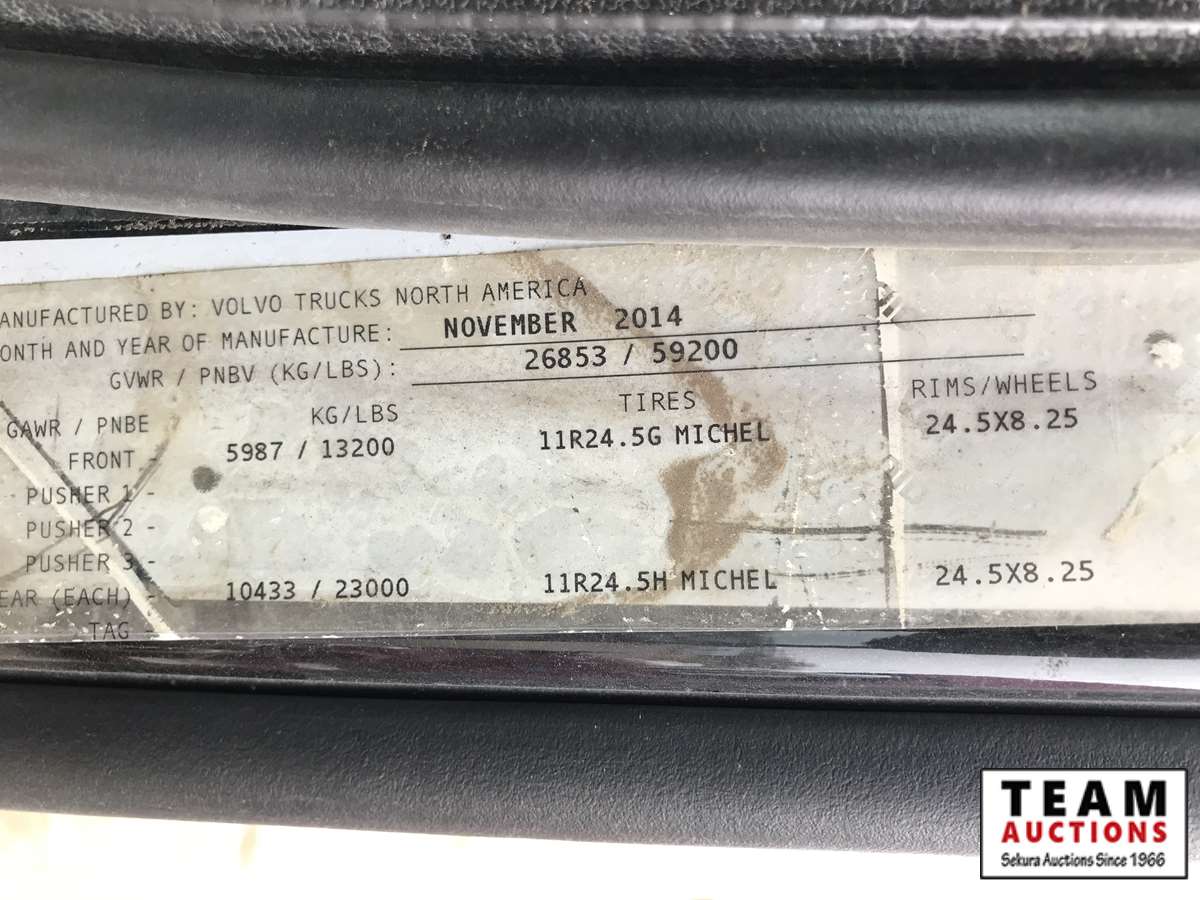 ANUFACTURED BY: VOLVO TRUCKS NORTH AMERICA
ONTH AND YEAR OF MANUFACTURE: NOVEMBER 2014
GVWR / PNBV (KG/LBS): 26853 / 59200
GAWR / PNBE KG/LBS TIRES RIMS/WHEELS
FRONT - 5987 / 13200 11R24.5G MICHEL 24.5X8.25
PUSHER 1 -
PUSHER 2 -
PUSHER 3 -
EAR (EACH) - 10433 / 23000 11R24.5H MICHEL 24.5X8.25
TAG -
TEAM
AUCTIONS
Sekura Auctions Since 1966